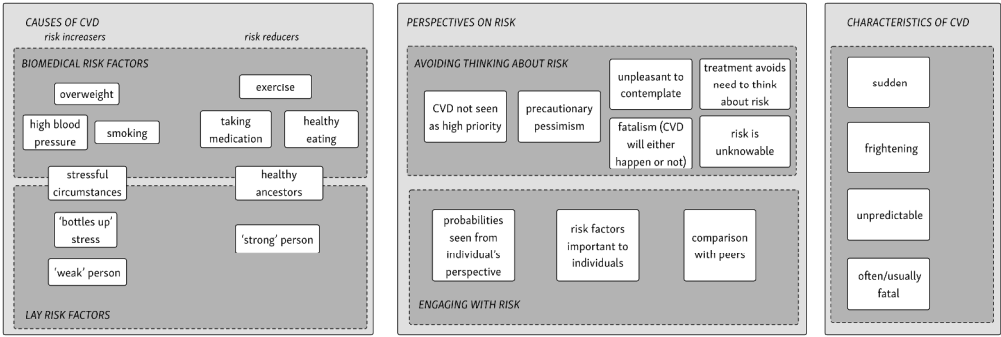 CAUSES OF CVD
risk increasers
risk reducers
BIOMEDICAL RISK FACTORS
overweight
high blood
pressure
smoking
exercise
taking
medication
healthy
eating
stressful
circumstances
healthy
ancestors
'bottles up'
stress
'weak' person
'strong' person
LAY RISK FACTORS
PERSPECTIVES ON RISK
AVOIDING THINKING ABOUT RISK
CVD not seen
as high priority
precautionary
pessimism
unpleasant to
contemplate
treatment avoids
need to think
about risk
fatalism (CVD
will either
happen or not)
risk is
unknowable
probabilities
seen from
individual's
perspective
risk factors
important to
individuals
comparison
with peers
ENGAGING WITH RISK
CHARACTERISTICS OF CVD
sudden
frightening
unpredictable
often/usually
fatal